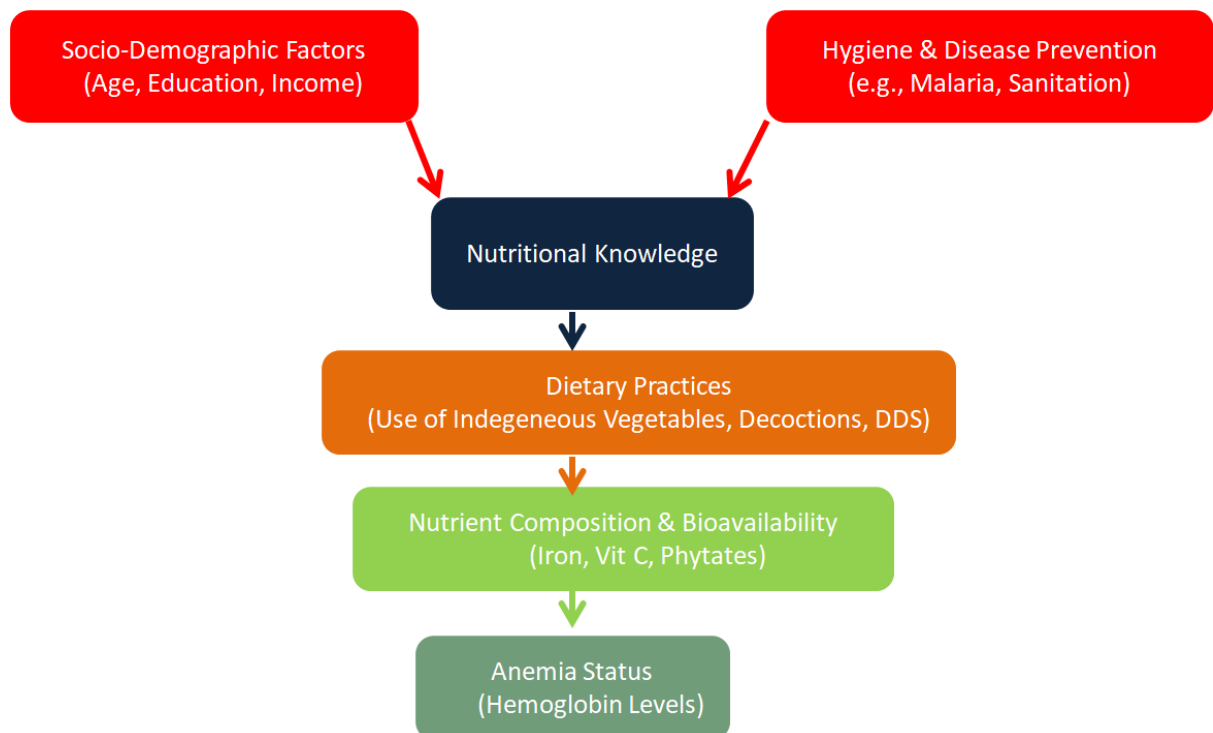 Socio-Demographic Factors
(Age, Education, Income)
Hygiene & Disease Prevention
(e.g., Malaria, Sanitation)
Nutritional Knowledge
Dietary Practices
(Use of Indegeneous Vegetables, Decoctions, DDS)
Nutrient Composition & Bioavailability
(Iron, Vit C, Phytates)
Anemia Status
(Hemoglobin Levels)